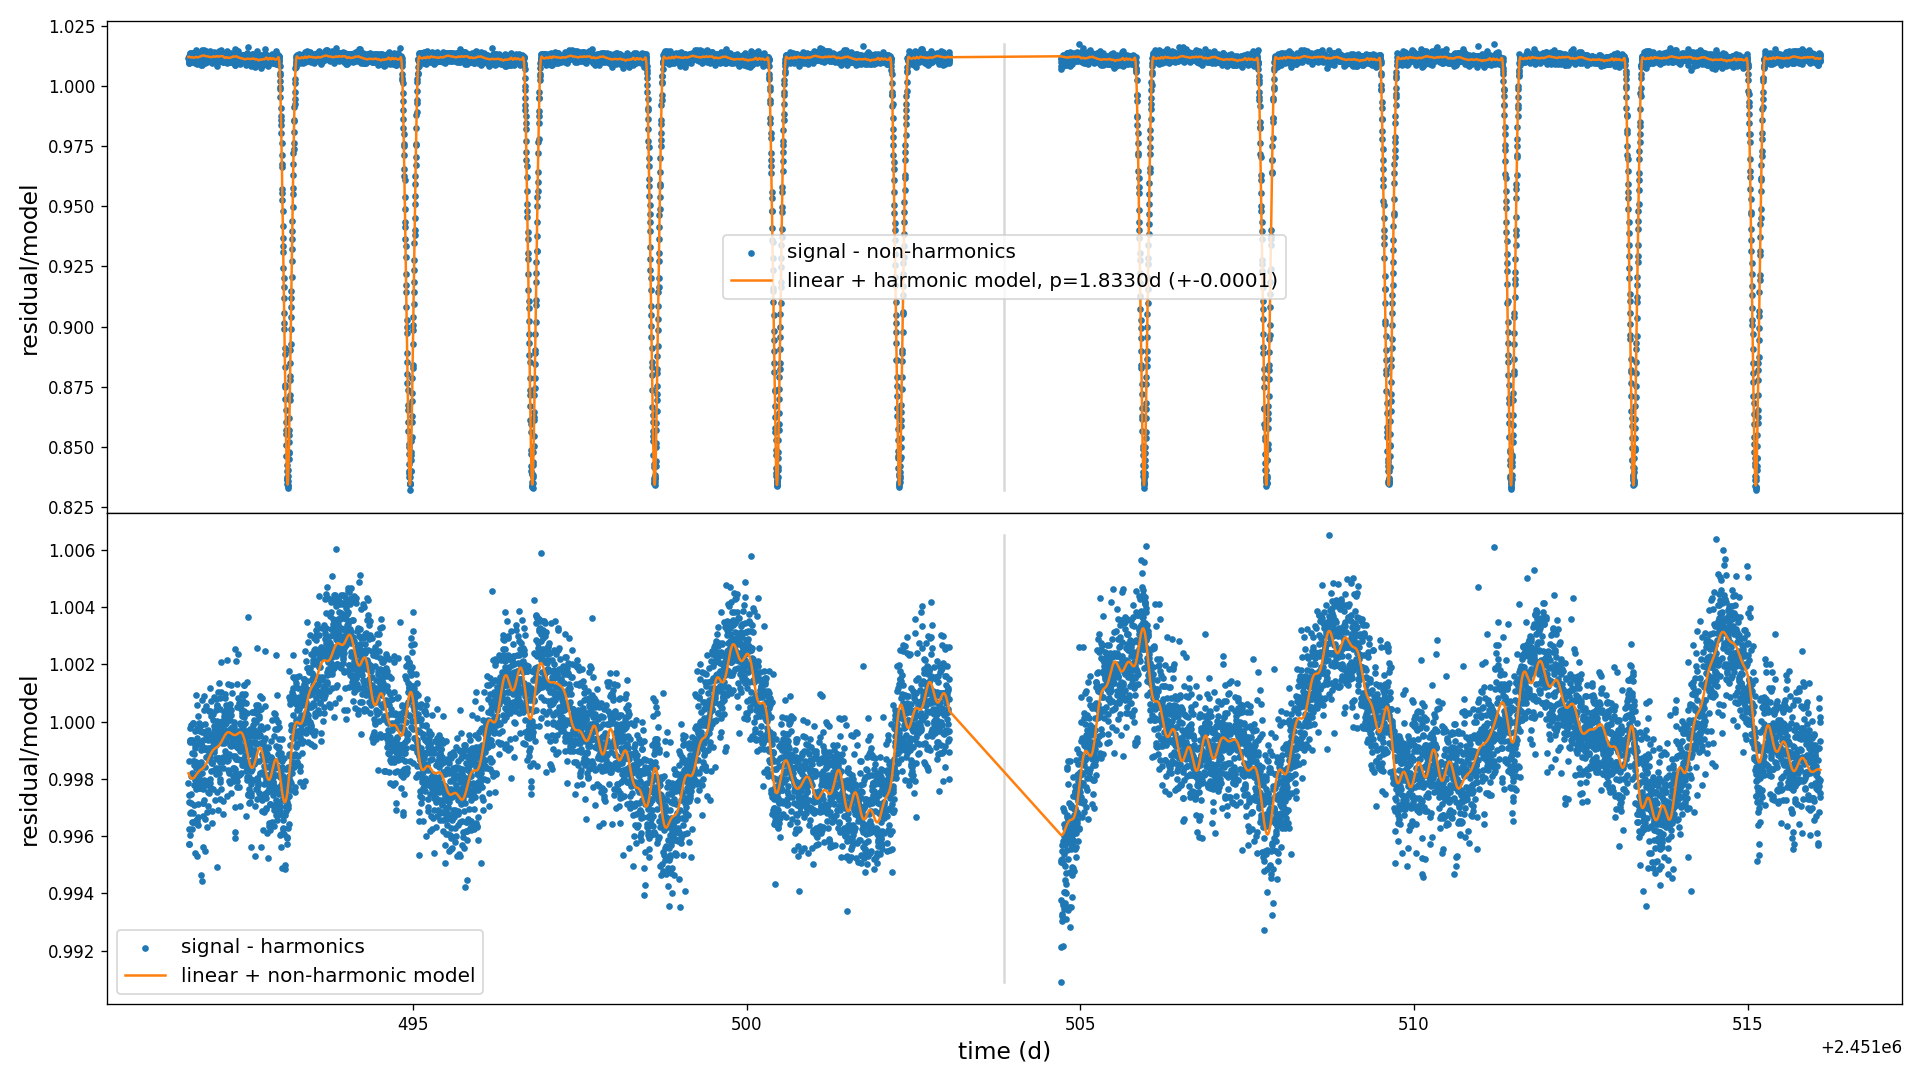 1.025
1.000
0.975
0.950
0.925
0.900
0.875
0.850
0.825
residual/model
signal - non-harmonics
linear + harmonic model, p=1.8330d (+-0.0001)
1.006
1.004
1.002
1.000
0.998
0.996
0.994
0.992
residual/model
signal - harmonics
linear + non-harmonic model
495
500
505
510
515
time (d)
+2.451e6